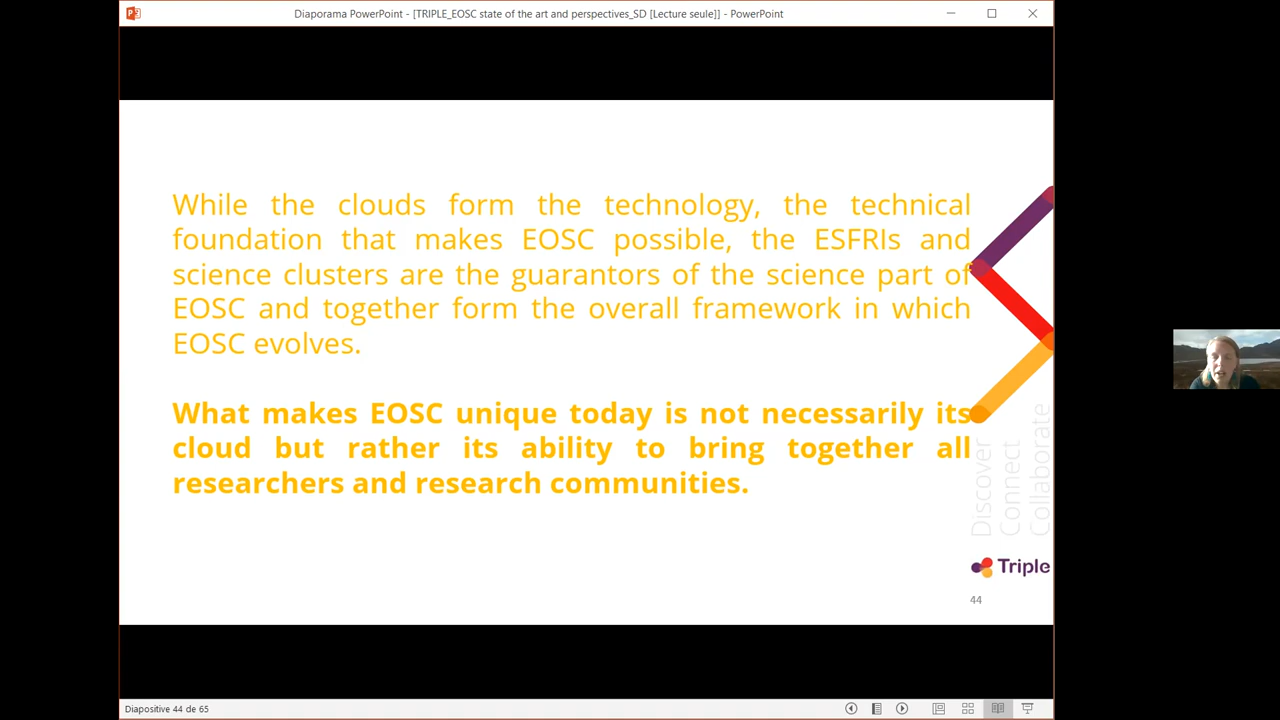 Diaporama PowerPoint - [TRIPLE_EOSC state of the art and perspectives_SD [Lecture seule]] - PowerPoint
While the clouds form the technology, the technical
foundation that makes EOSC possible, the ESFRIs and
science clusters are the guarantors of the science part of
EOSC and together form the overall framework in which
EOSC evolves.
What makes EOSC unique today is not necessarily its
cloud but rather its ability to bring together all
researchers and research communities.
Discover
Connect
Collaborate
Triple
44
Diapositive 44 de 65